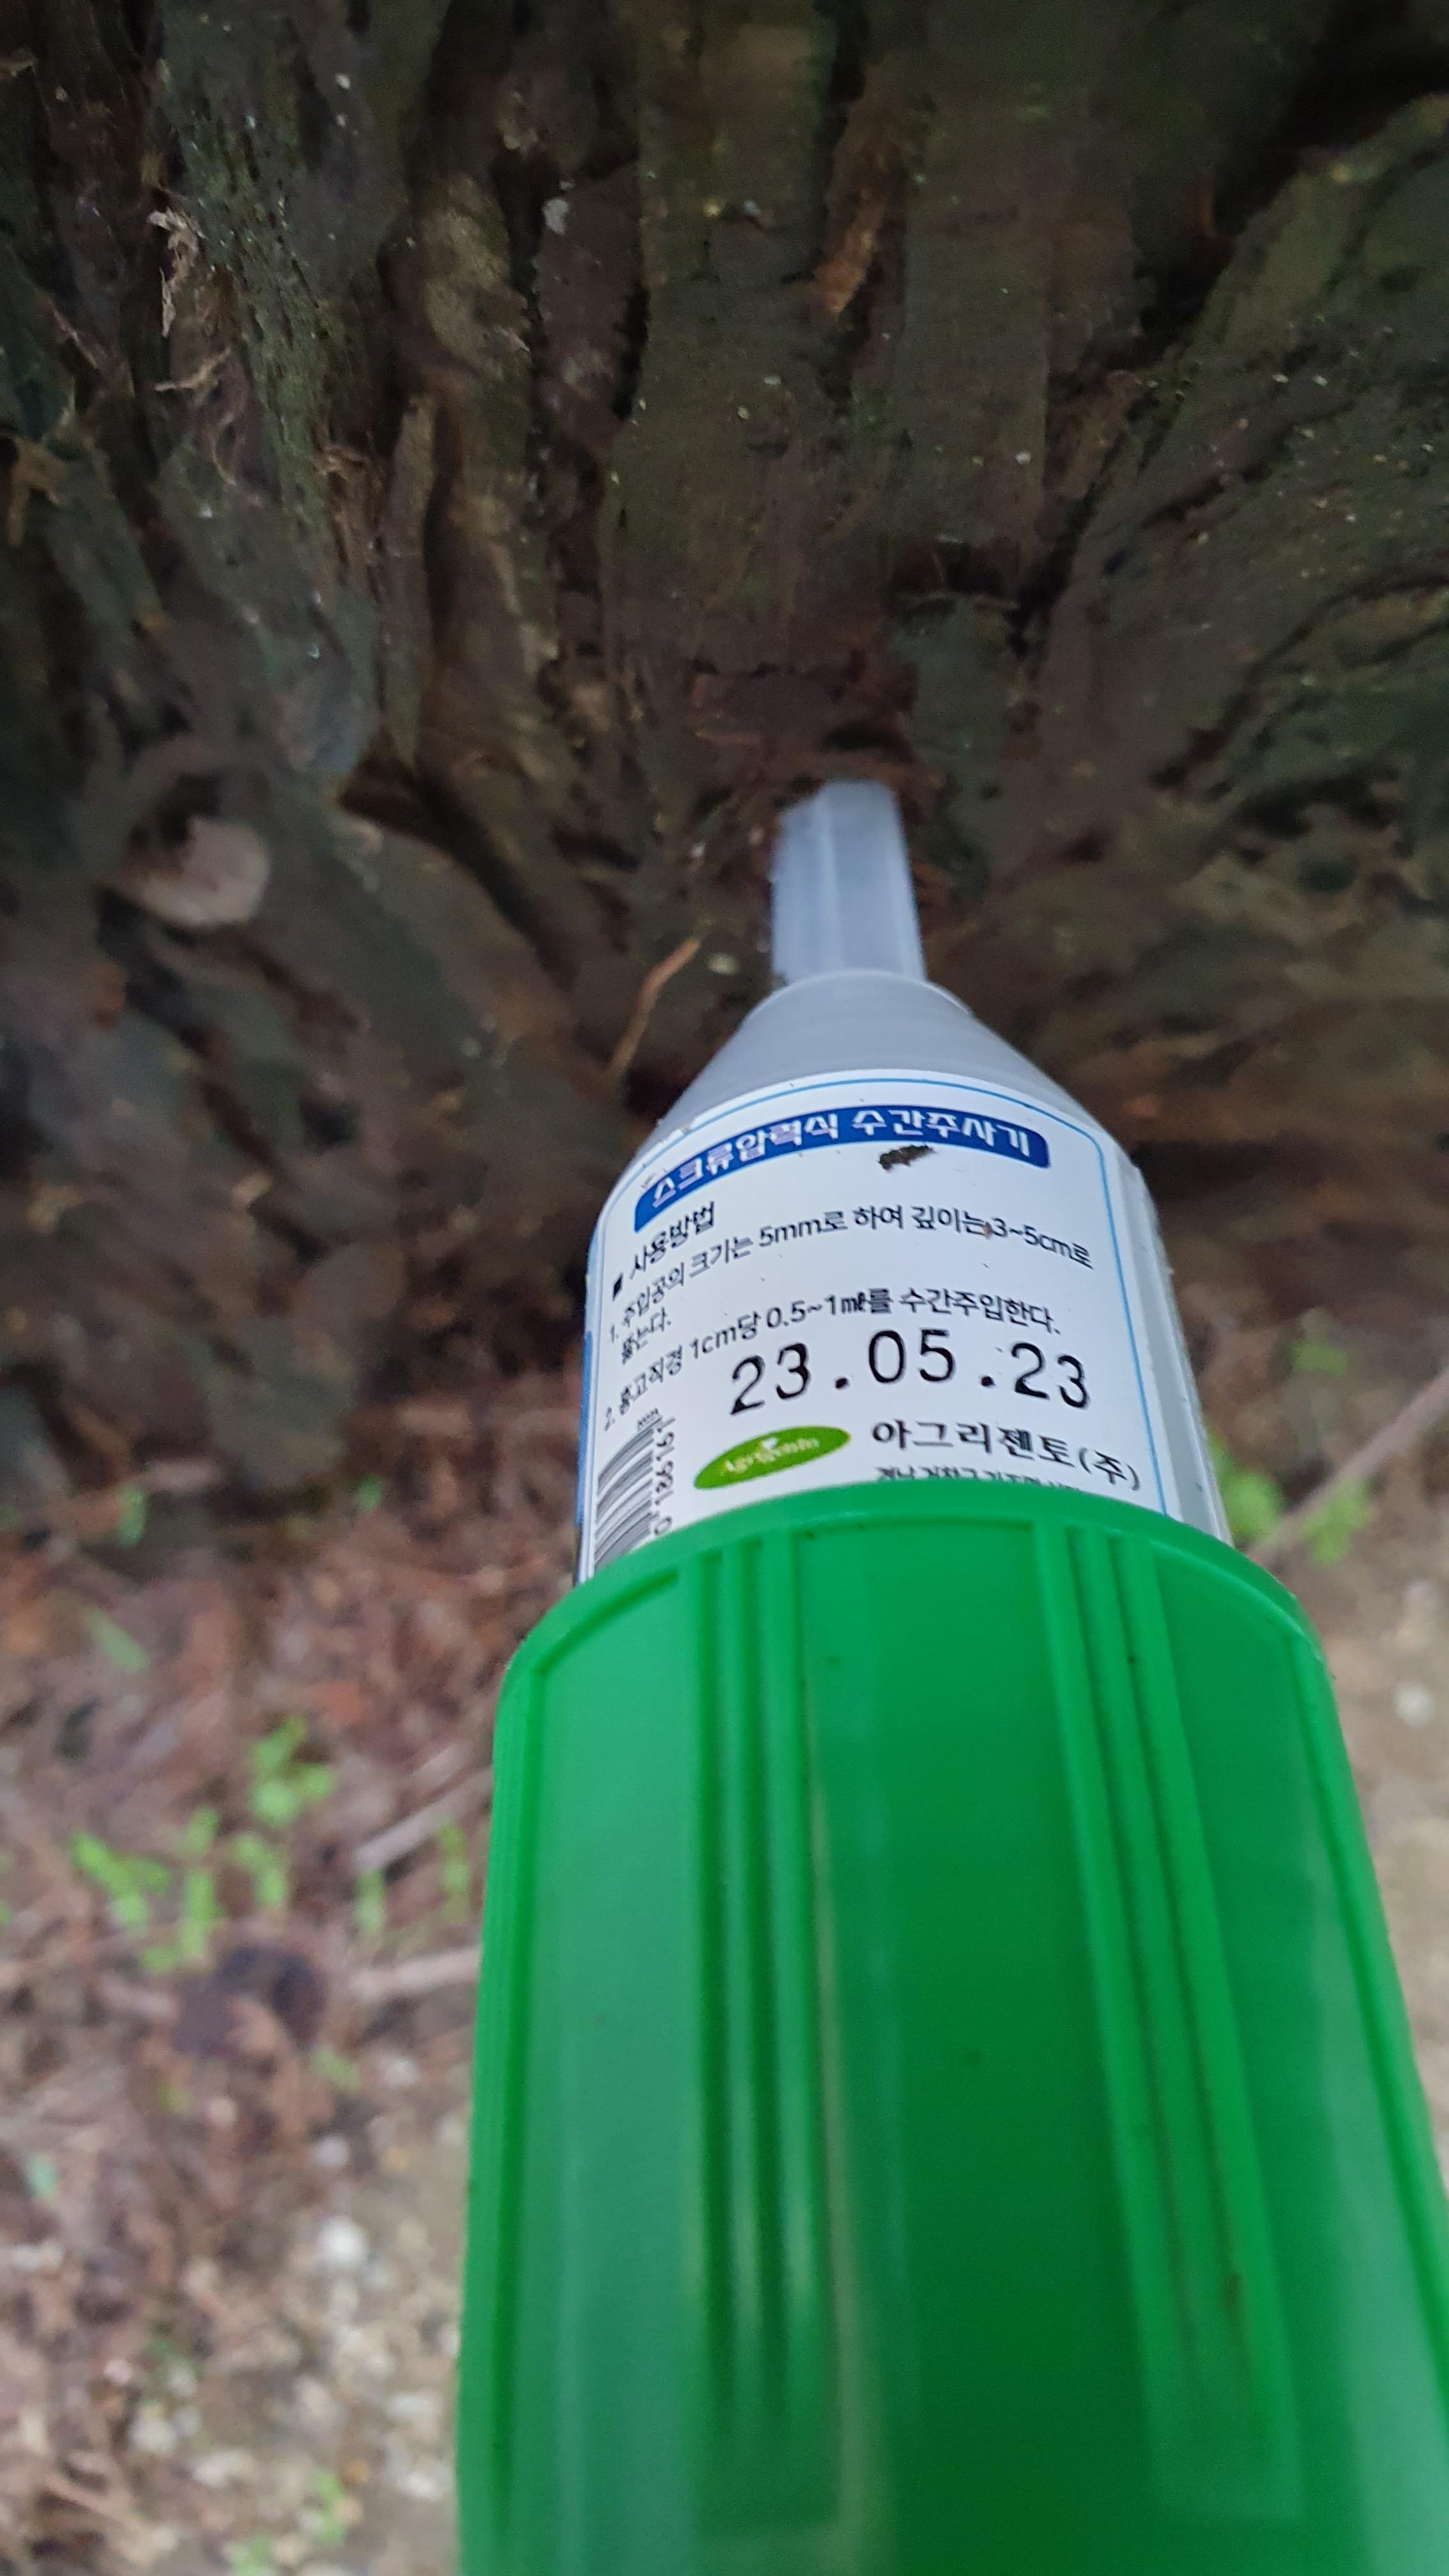 스크류압력식 수간주사기
■ 사용방법
1. 주입공의 크기는 5mm로 하여 깊이는 3~5cm로
뚫는다.
2. 흉고직경 1cm당 0.5~1㎖를 수간주입한다.
23.05.23
아그리젠토(주)